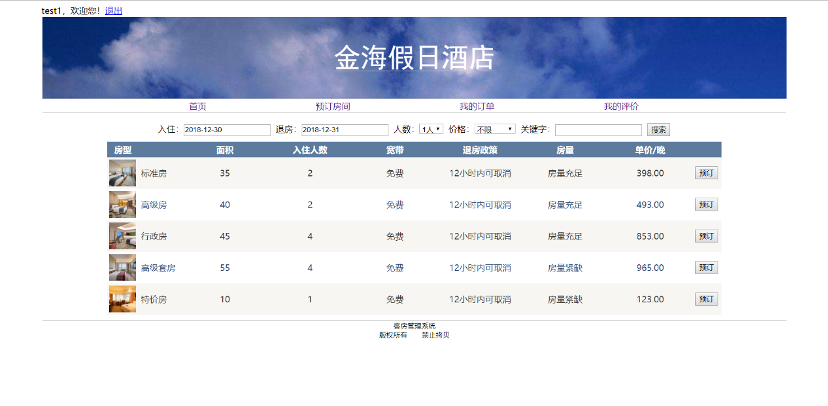 test1，欢迎您！退出
金海假日酒店
首页 预订房间 我的订单 我的评价
入住：2018-12-30 退房：2018-12-31 人数：1人 价格：不限 关键字： 搜索
房型 面积 入住人数 宽带 退房政策 房量 单价/晚
标准房 35 2 免费 12小时内可取消 房量充足 398.00 预订
高级房 40 2 免费 12小时内可取消 房量充足 493.00 预订
行政房 45 4 免费 12小时内可取消 房量充足 853.00 预订
高级套房 55 4 免费 12小时内可取消 房量紧缺 965.00 预订
特价房 10 1 免费 12小时内可取消 房量紧缺 123.00 预订
客房管理系统
版权所有 禁止拷贝